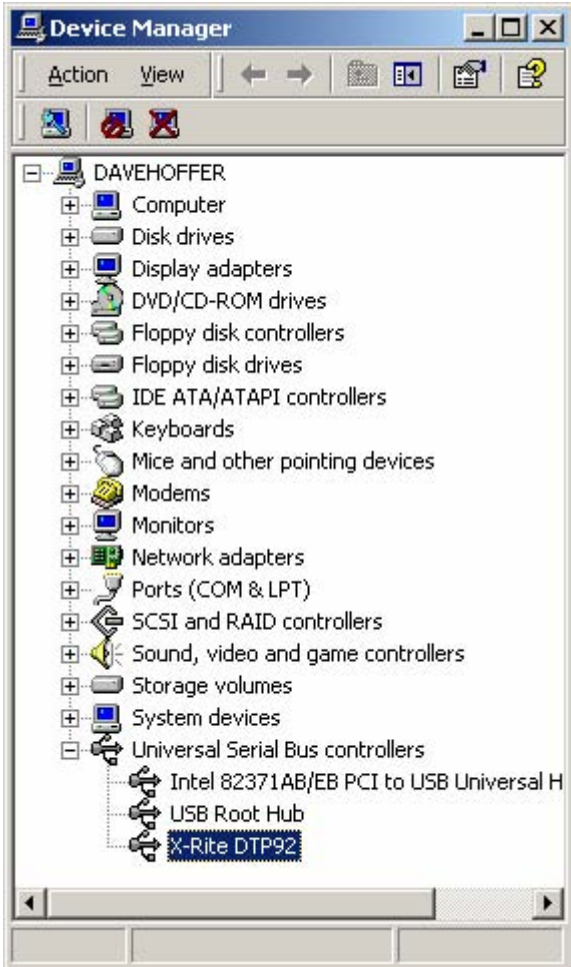 Device Manager
Action View
DAVEHOFFER
Computer
Disk drives
Display adapters
DVD/CD-ROM drives
Floppy disk controllers
Floppy disk drives
IDE ATA/ATAPI controllers
Keyboards
Mice and other pointing devices
Modems
Monitors
Network adapters
Ports (COM & LPT)
SCSI and RAID controllers
Sound, video and game controllers
Storage volumes
System devices
Universal Serial Bus controllers
Intel 82371AB/EB PCI to USB Universal H
USB Root Hub
X-Rite DTP92